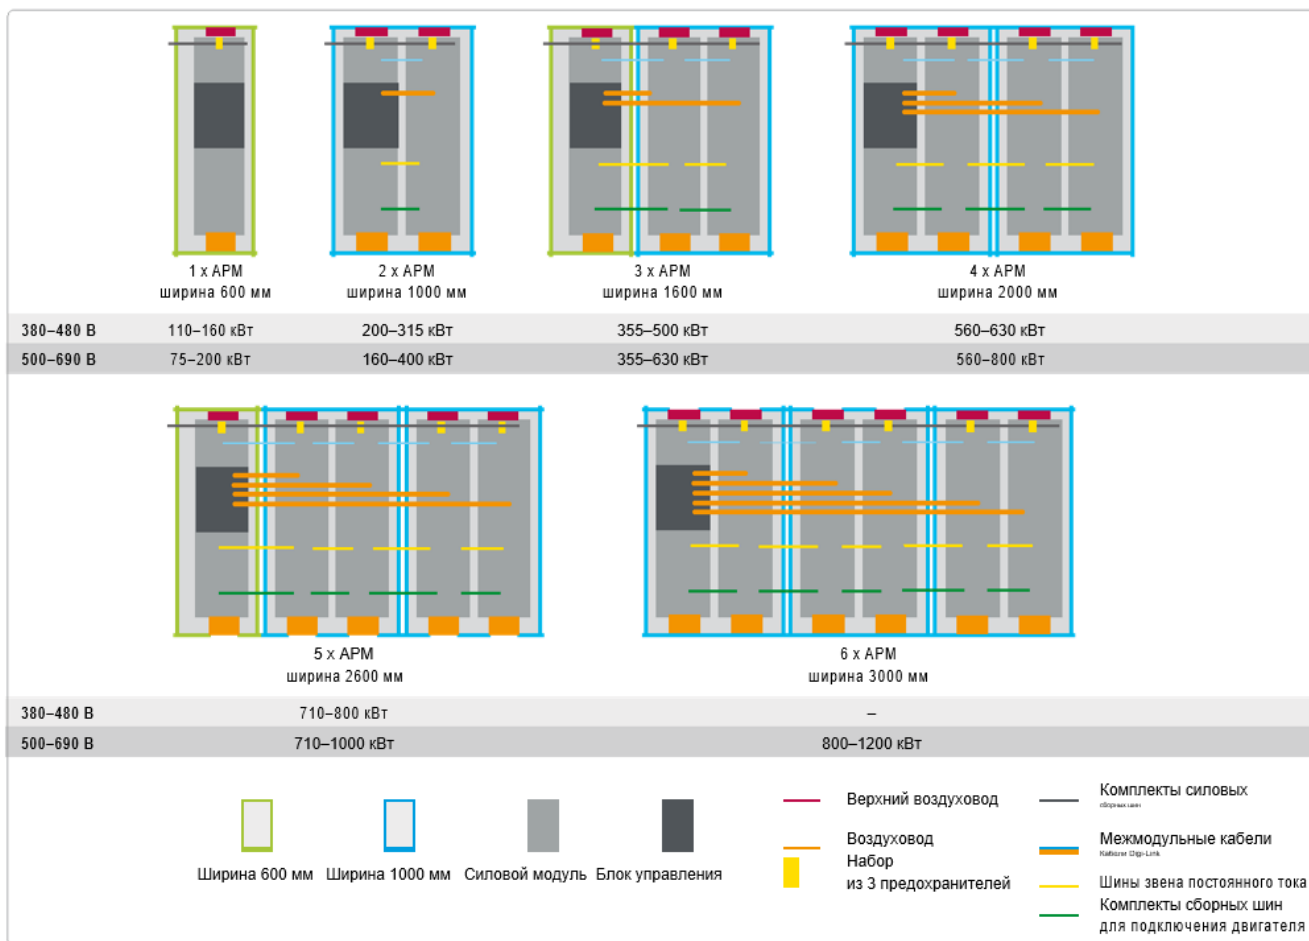 1 x APM
ширина 600 мм
2 x APM
ширина 1000 мм
3 x APM
ширина 1600 мм
4 x APM
ширина 2000 мм
380–480 В 110–160 кВт 200–315 кВт 355–500 кВт 560–630 кВт
500–690 В 75–200 кВт 160–400 кВт 355–630 кВт 560–800 кВт
5 x APM
ширина 2600 мм
6 x APM
ширина 3000 мм
380–480 В 710–800 кВт –
500–690 В 710–1000 кВт 800–1200 кВт
Ширина 600 мм
Ширина 1000 мм
Силовой модуль
Блок управления
Верхний воздуховод
Воздуховод
Набор
из 3 предохранителей
Комплекты силовых
сборных шин
Межмодульные кабели
Кабели Digi-Link
Шины звена постоянного тока
Комплекты сборных шин
для подключения двигателя